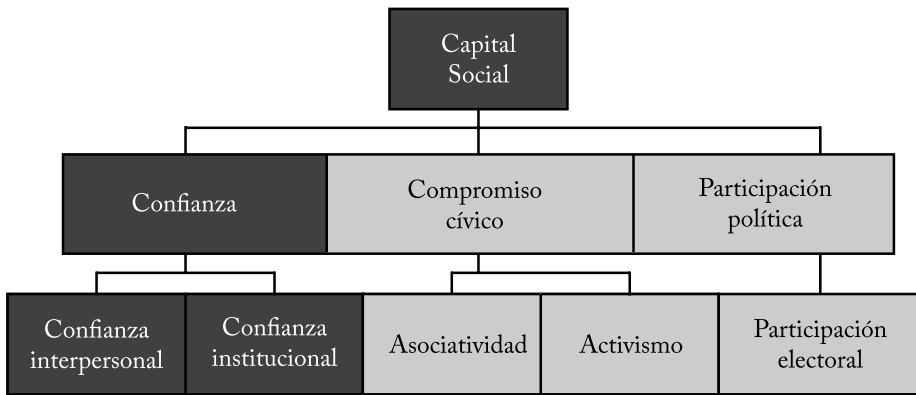 Capital
Social
Confianza
Compromiso
cívico
Participación
política
Confianza
interpersonal
Confianza
institucional
Asociatividad
Activismo
Participación
electoral